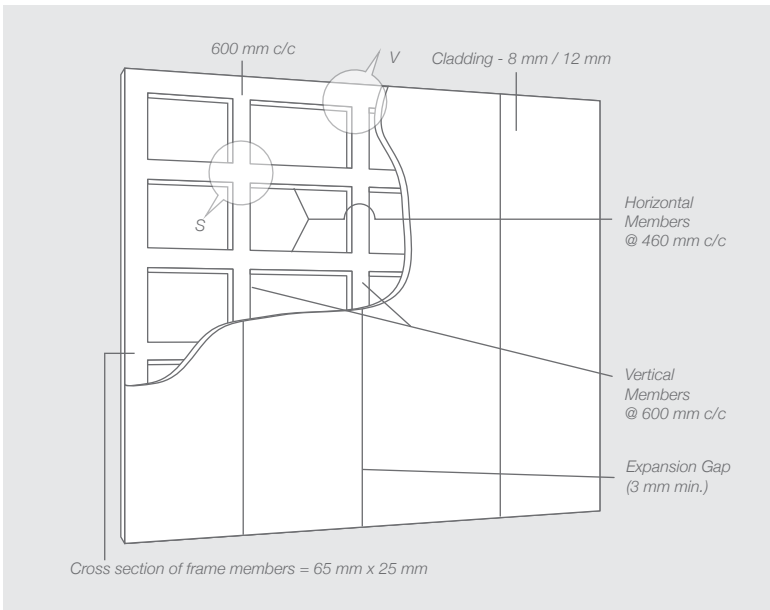 600 mm c/c
V
Cladding - 8 mm / 12 mm
S
Horizontal
Members
@ 460 mm c/c
Vertical
Members
@ 600 mm c/c
Expansion Gap
(3 mm min.)
Cross section of frame members = 65 mm x 25 mm